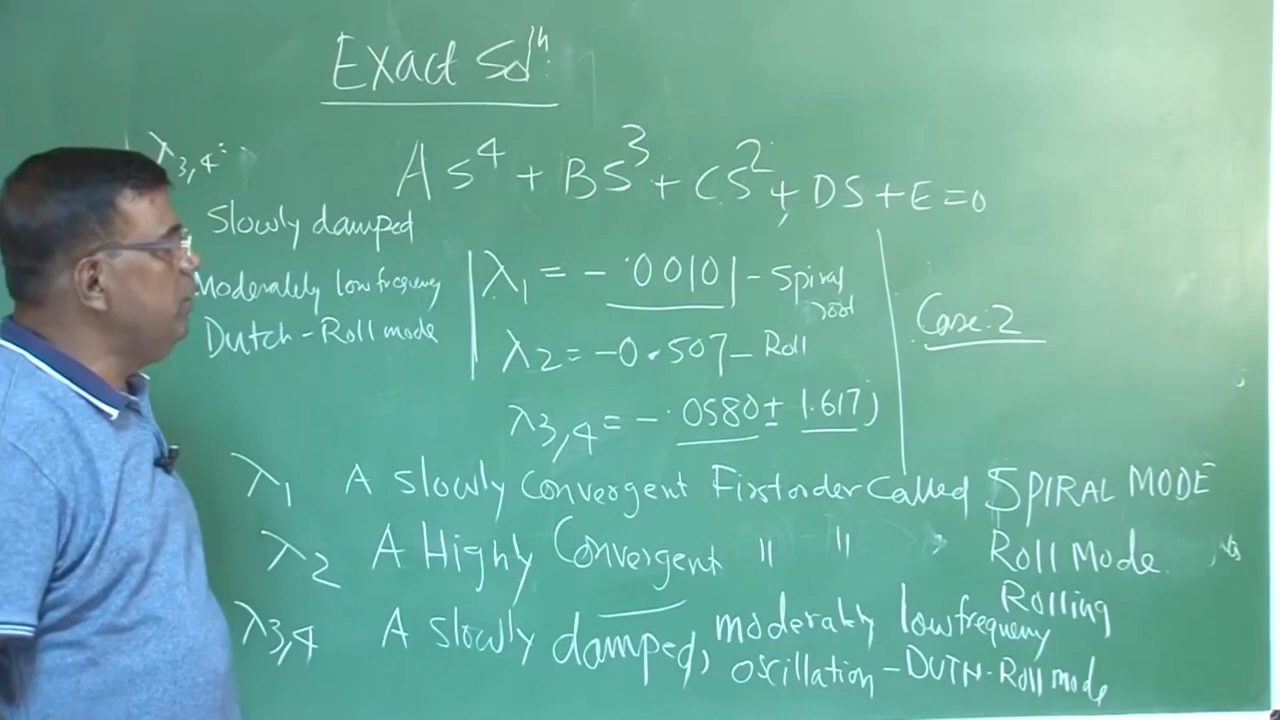 Exact Solⁿ
λ3,4:
AS⁴ + BS³ + CS² + DS + E = 0
Slowly damped
Moderately low frequency
Dutch-Roll mode
λ1 = - .00101 - Spiral root
λ2 = -0.507 - Roll
λ3,4 = - .0580 ± 1.617j
Case: 2
λ1 A slowly Convergent First order Called SPIRAL MODE
λ2 A Highly Convergent " " Roll Mode
Rolling
λ3,4 A slowly damped, moderately low frequency
oscillation - DUTH-Roll mode